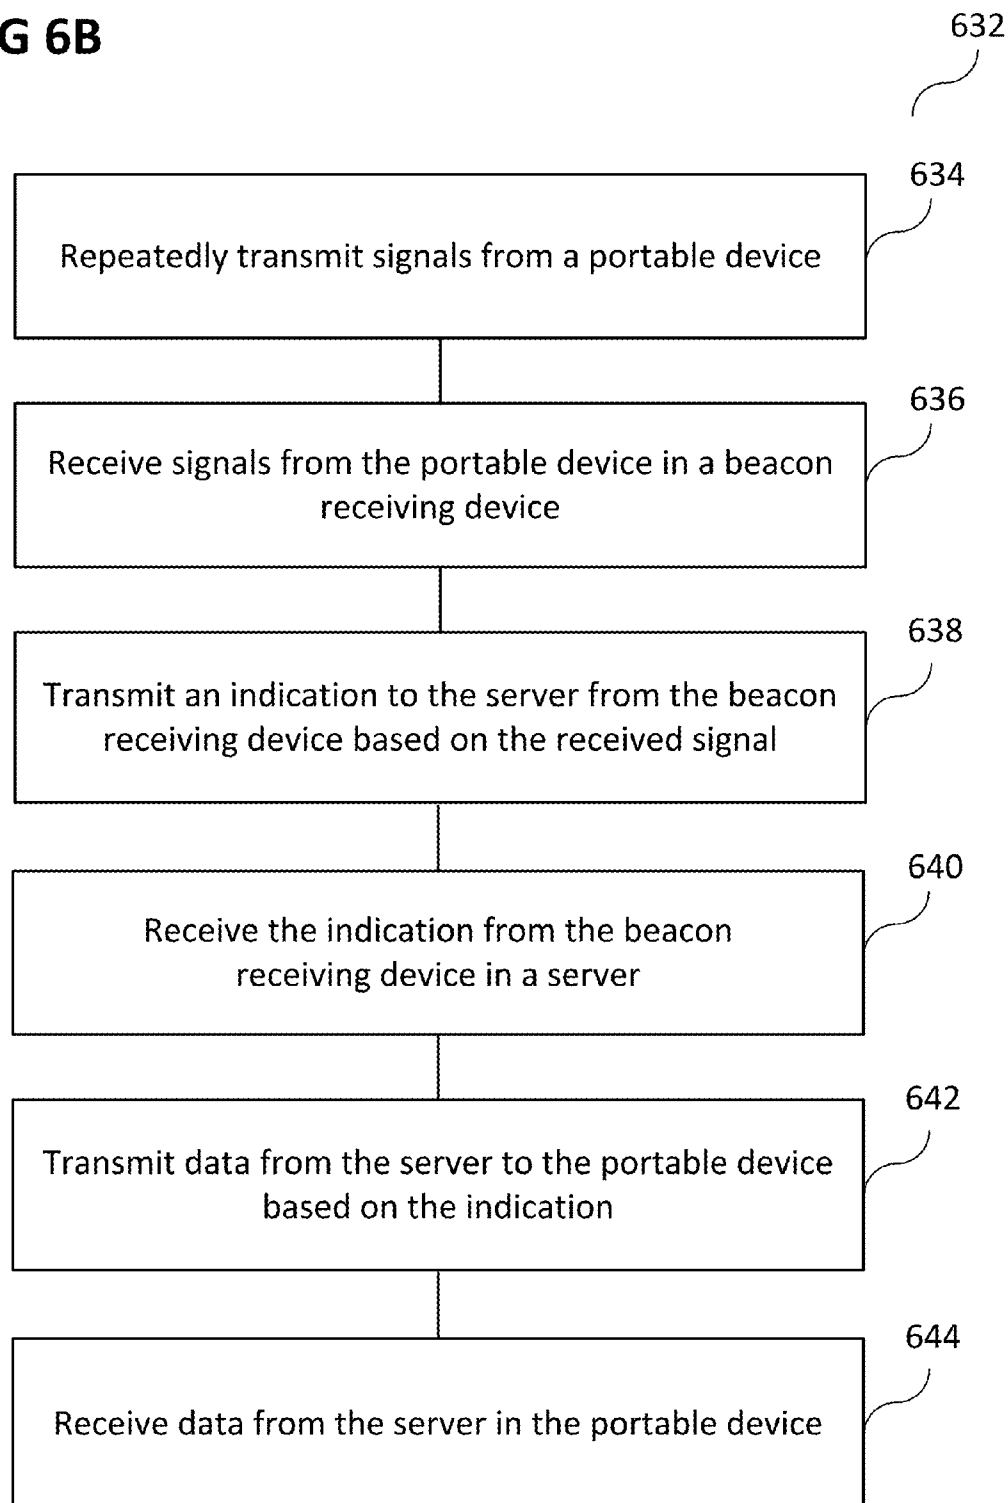 G 6B
632
634
Repeatedly transmit signals from a portable device
636
Receive signals from the portable device in a beacon
receiving device
638
Transmit an indication to the server from the beacon
receiving device based on the received signal
640
Receive the indication from the beacon
receiving device in a server
642
Transmit data from the server to the portable device
based on the indication
644
Receive data from the server in the portable device